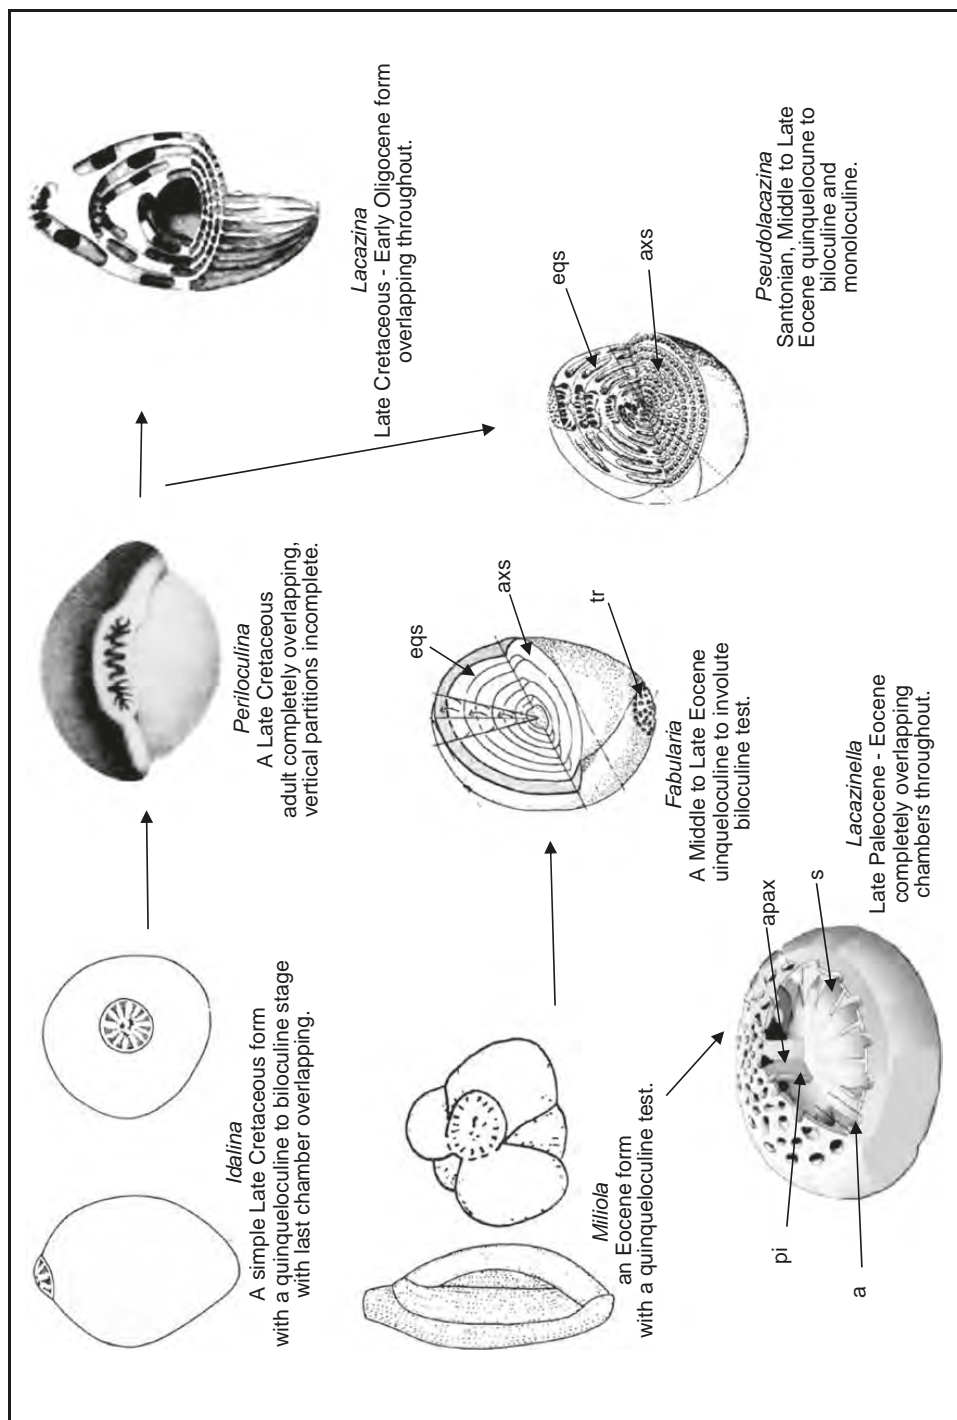 Idalina
A simple Late Cretaceous form
with a quinqueloculine to biloculine stage
with last chamber overlapping.
Periloculina
A Late Cretaceous
adult completely overlapping,
vertical partitions incomplete.
Lacazina
Late Cretaceous - Early Oligocene form
overlapping throughout.
Miliola
an Eocene form
with a quinqueloculine test.
eqs
axs
tr
Fabularia
A Middle to Late Eocene
uinqueloculine to involute
biloculine test.
eqs
axs
Pseudolacazina
Santonian, Middle to Late
Eocene quinquelocune to
biloculine and
monoloculine.
pi
a
apax
s
Lacazinella
Late Paleocene - Eocene
completely overlapping
chambers throughout.